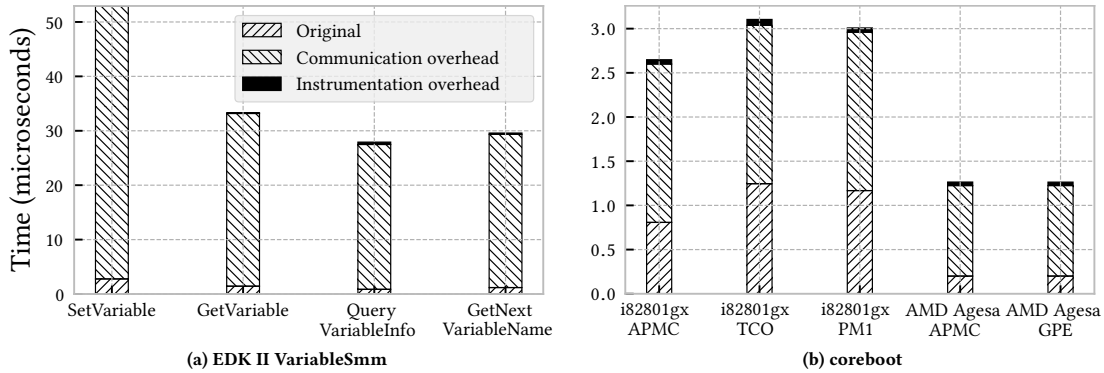 Time (microseconds)
50
40
30
20
10
0
Original
Communication overhead
Instrumentation overhead
SetVariable
GetVariable
Query
VariableInfo
GetNext
VariableName
(a) EDK II VariableSmm
3.0
2.5
2.0
1.5
1.0
0.5
0.0
i82801gx
APMC
i82801gx
TCO
i82801gx
PM1
AMD Agesa
APMC
AMD Agesa
GPE
(b) coreboot